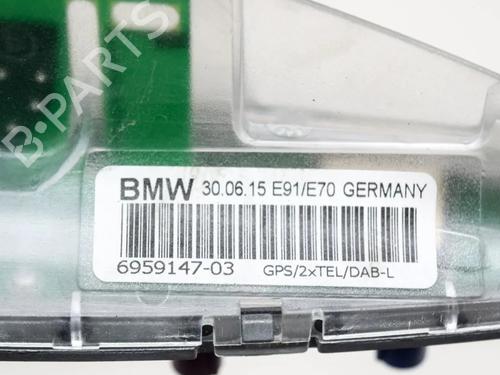 B-PARTS
BMW 30.06.15 E91/E70 GERMANY
6959147-03 GPS/2xTEL/DAB-L